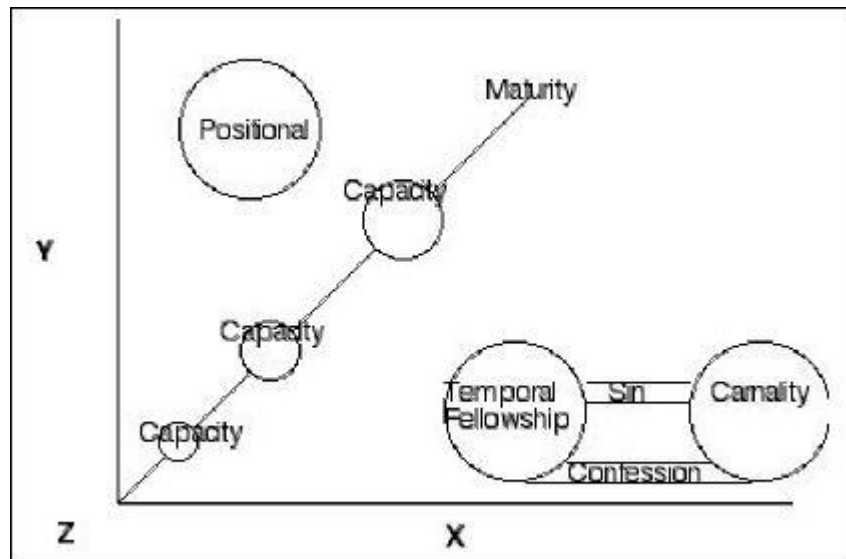 Maturity
Positional
Capacity
Y
Capacity
Temporal
Fellowship
Sin
Carnality
Capacity
Confession
Z
X